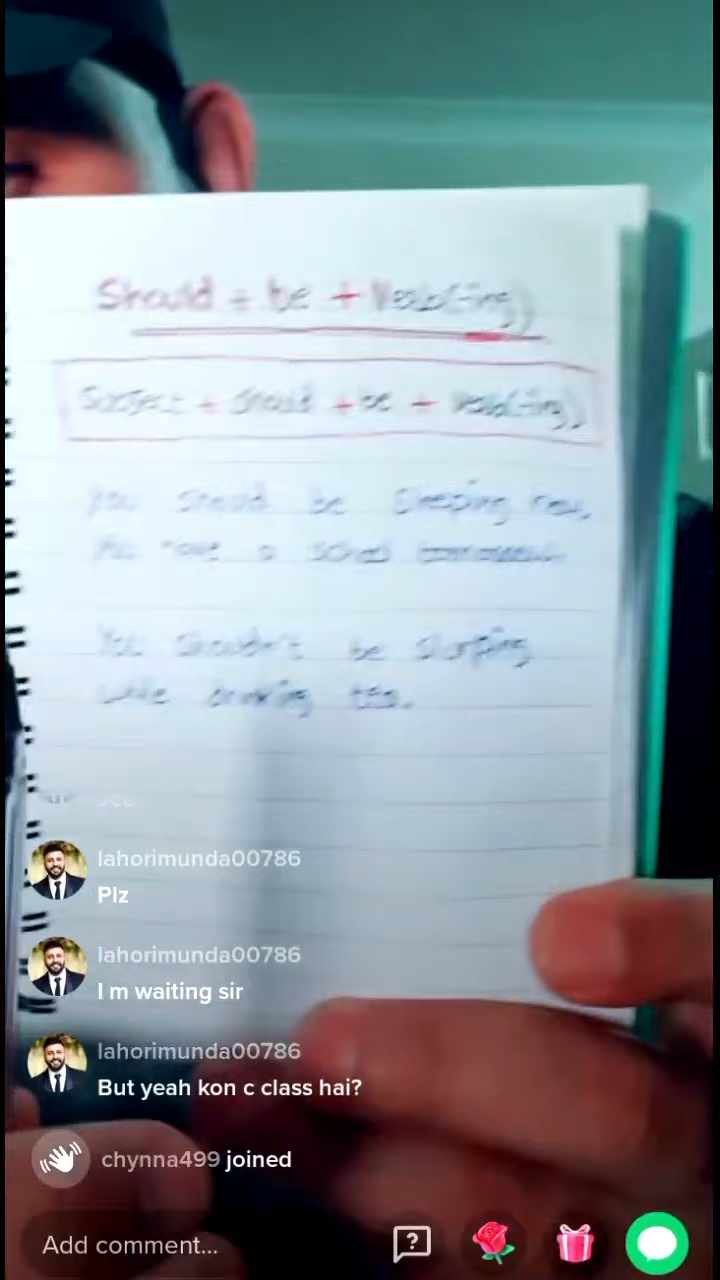 Should + be + Verb(-ing)
Subject + should + be + Verb(-ing)
You should be sleeping now.
You have a school tomorrow.
You shouldn't be slurping
while drinking tea.
lahorimunda00786
Plz
lahorimunda00786
I m waiting sir
lahorimunda00786
But yeah kon c class hai?
chynna499 joined
Add comment...